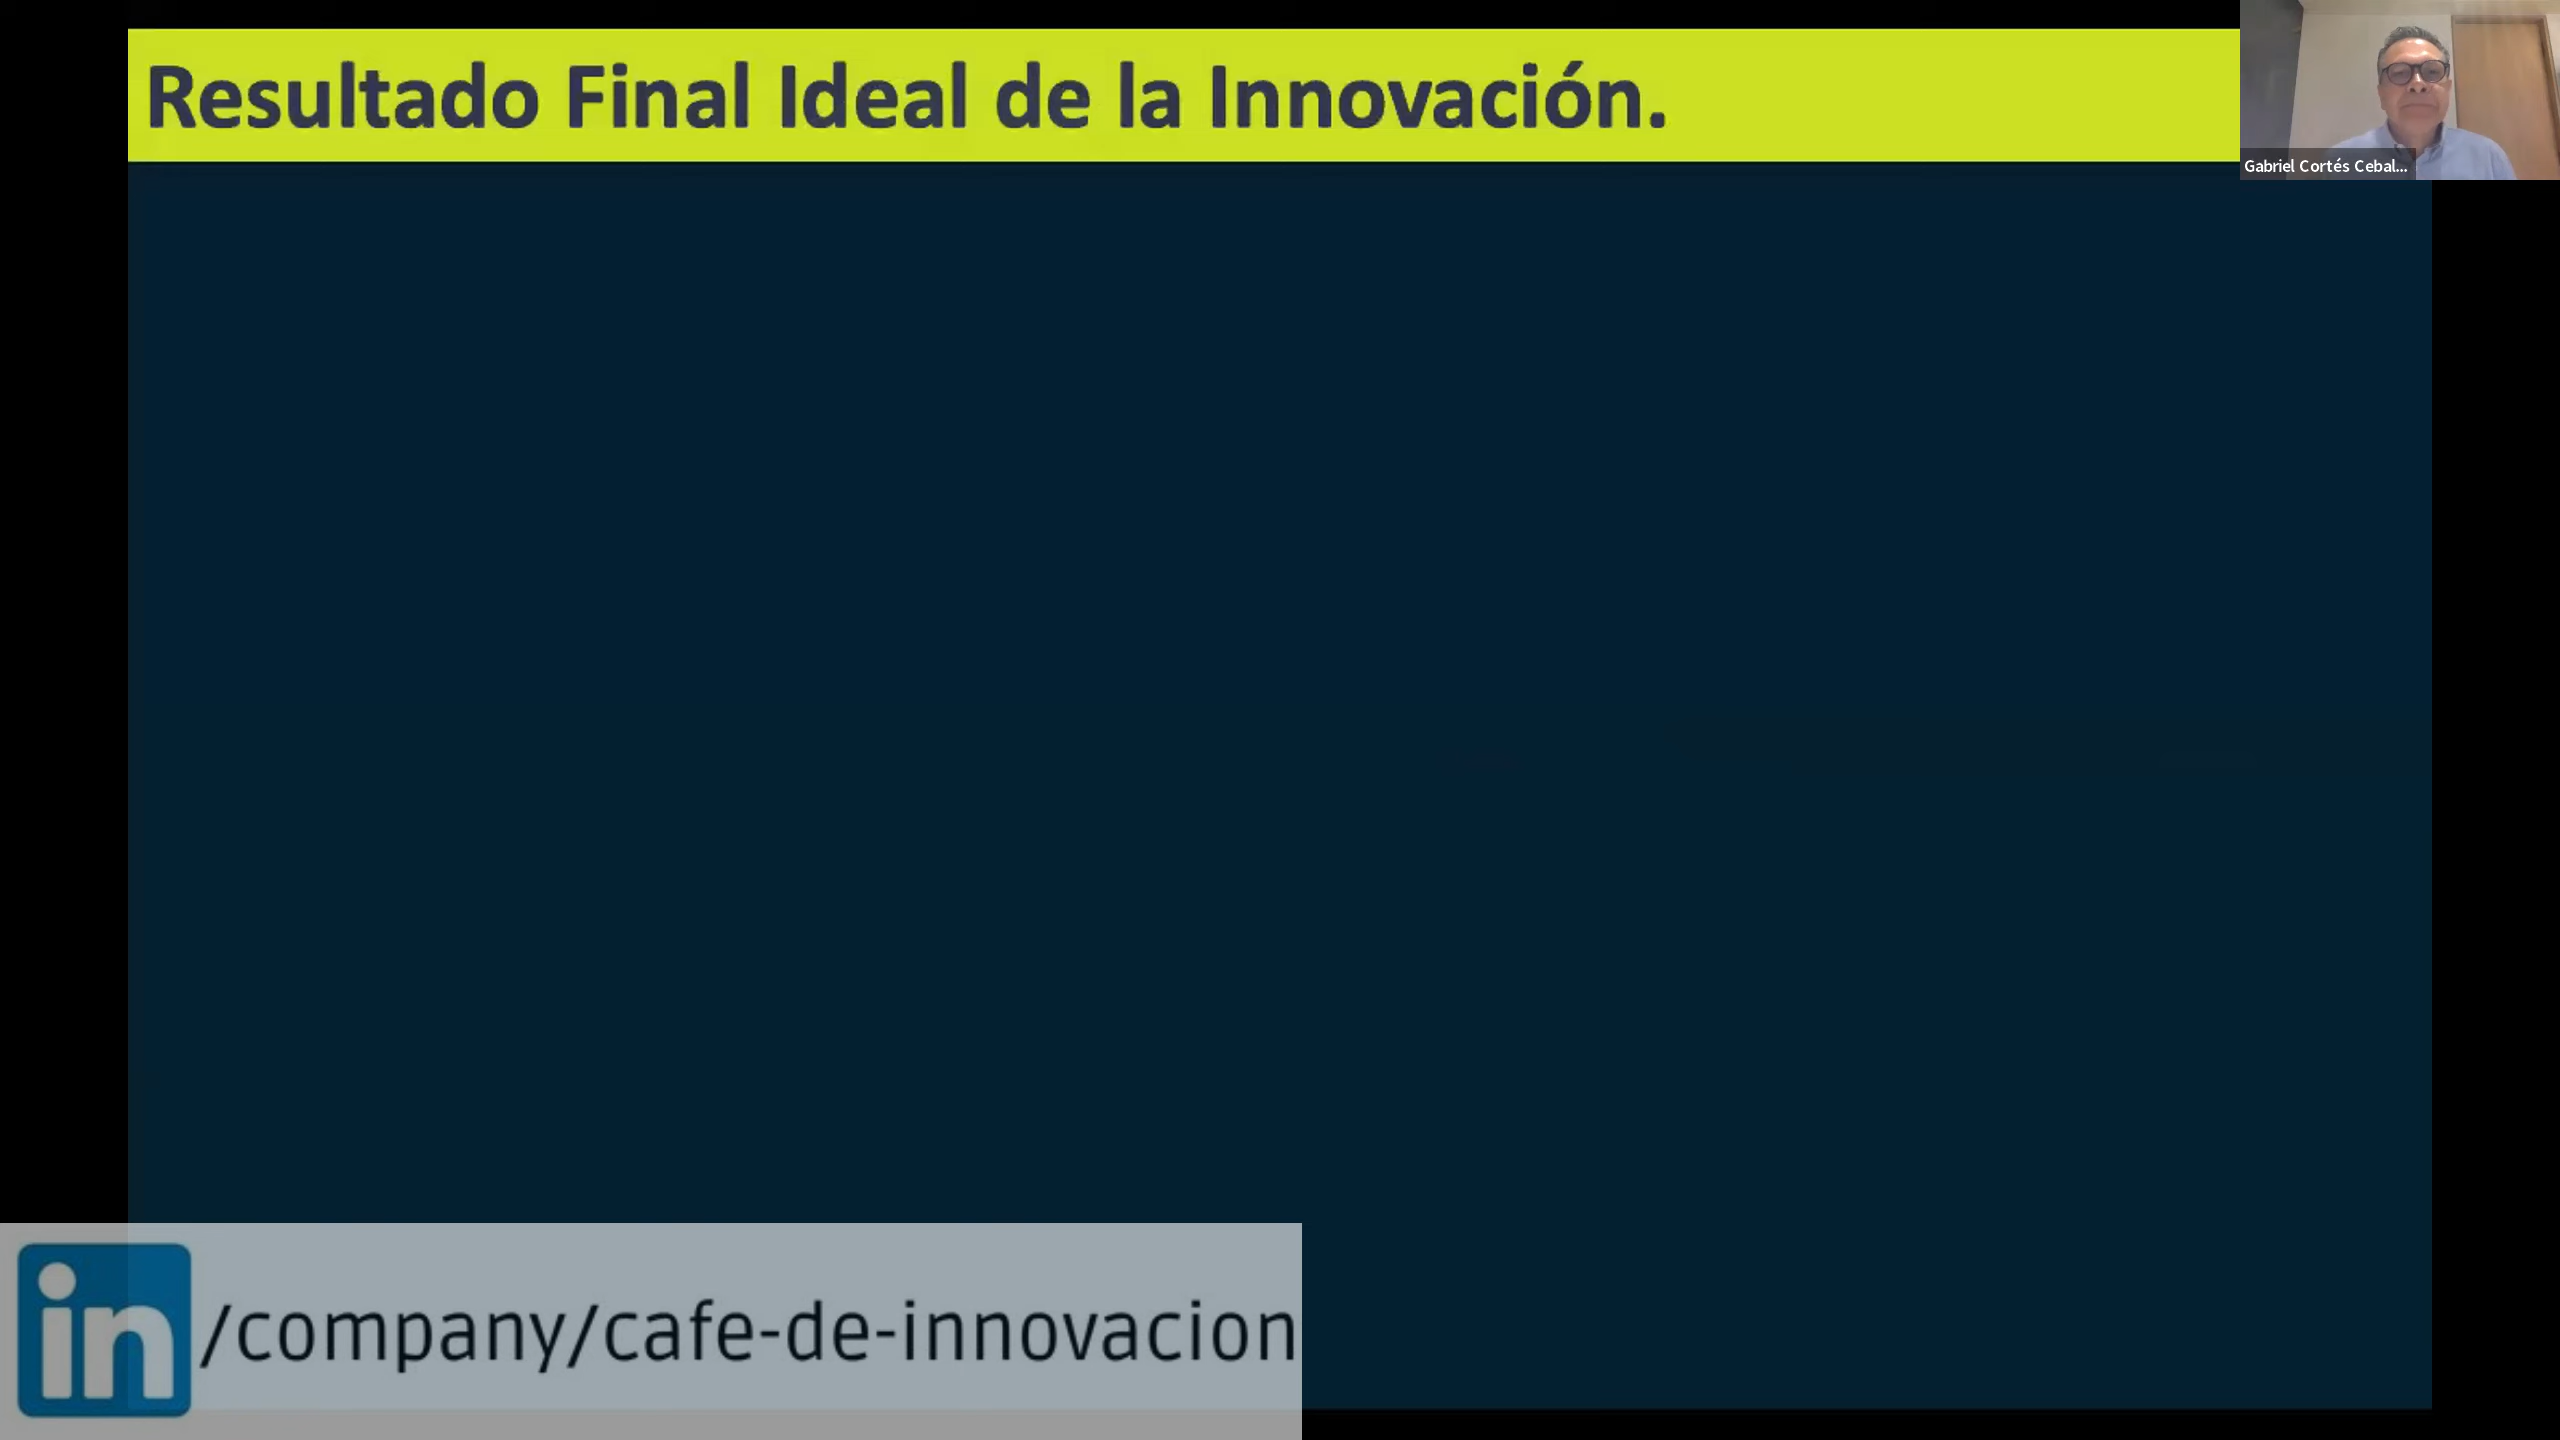 Resultado Final Ideal de la Innovación.
Gabriel Cortés Cebal...
in/company/cafe-de-innovacion